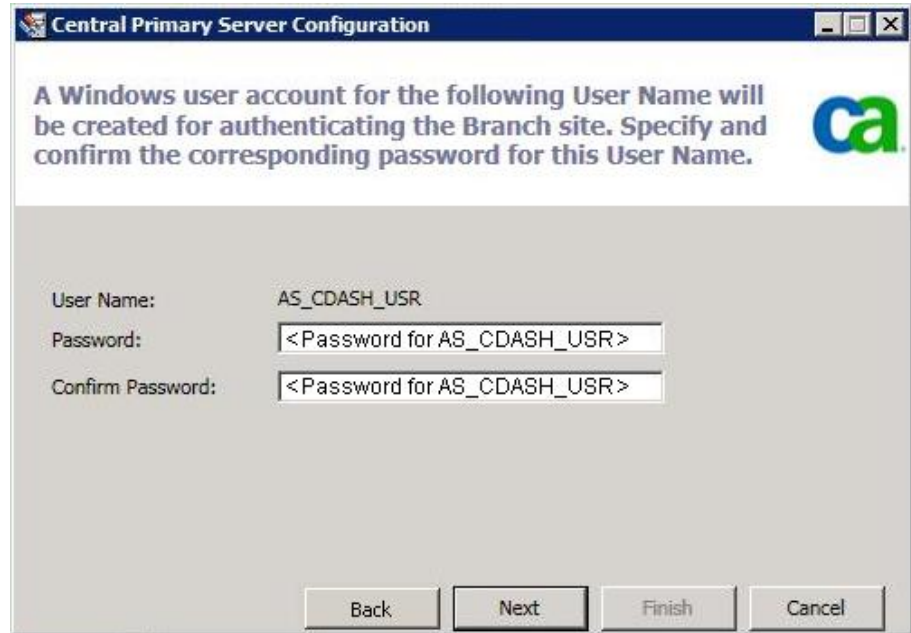 Central Primary Server Configuration
A Windows user account for the following User Name will
be created for authenticating the Branch site. Specify and
confirm the corresponding password for this User Name.
ca
User Name: AS_CDASH_USR
Password: <Password for AS_CDASH_USR>
Confirm Password: <Password for AS_CDASH_USR>
Back Next Finish Cancel